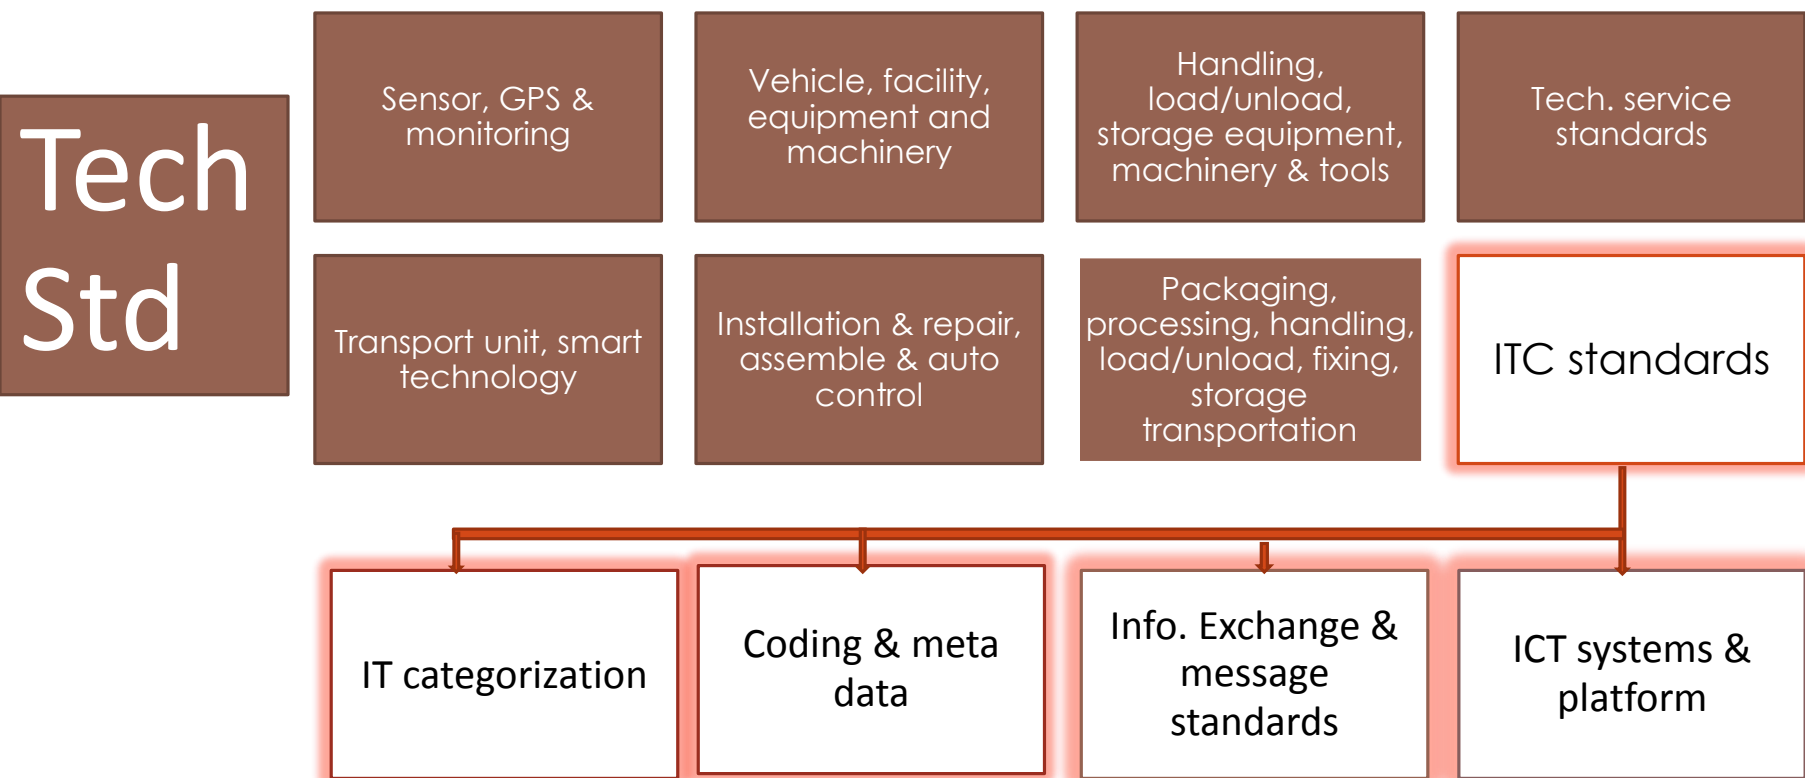 Tech
Std
Sensor, GPS &
monitoring
Vehicle, facility,
equipment and
machinery
Handling,
load/unload,
storage equipment,
machinery & tools
Tech. service
standards
Transport unit, smart
technology
Installation & repair,
assemble & auto
control
Packaging,
processing, handling,
load/unload, fixing,
storage
transportation
ITC standards
IT categorization
Coding & meta
data
Info. Exchange &
message
standards
ICT systems &
platform